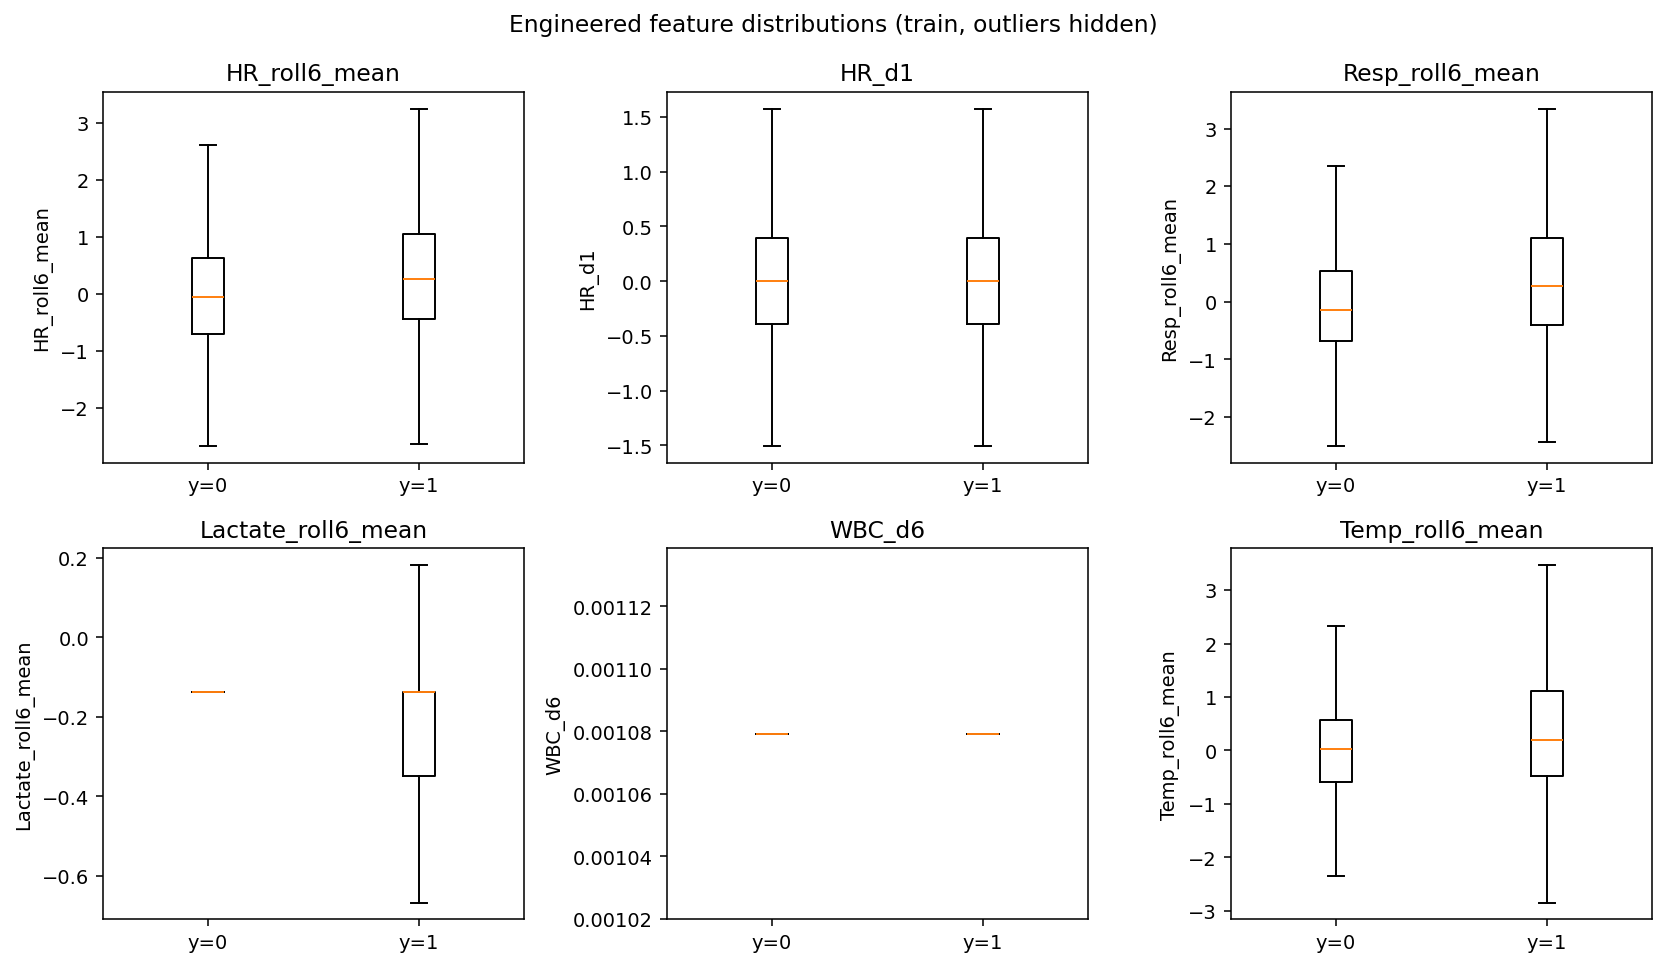 Engineered feature distributions (train, outliers hidden)
HR_roll6_mean
HR_roll6_mean
3
2
1
0
−1
−2
y=0 y=1
HR_d1
HR_d1
1.5
1.0
0.5
0.0
−0.5
−1.0
−1.5
y=0 y=1
Resp_roll6_mean
Resp_roll6_mean
3
2
1
0
−1
−2
y=0 y=1
Lactate_roll6_mean
Lactate_roll6_mean
0.2
0.0
−0.2
−0.4
−0.6
y=0 y=1
WBC_d6
WBC_d6
0.00112
0.00110
0.00108
0.00106
0.00104
0.00102
y=0 y=1
Temp_roll6_mean
Temp_roll6_mean
3
2
1
0
−1
−2
−3
y=0 y=1